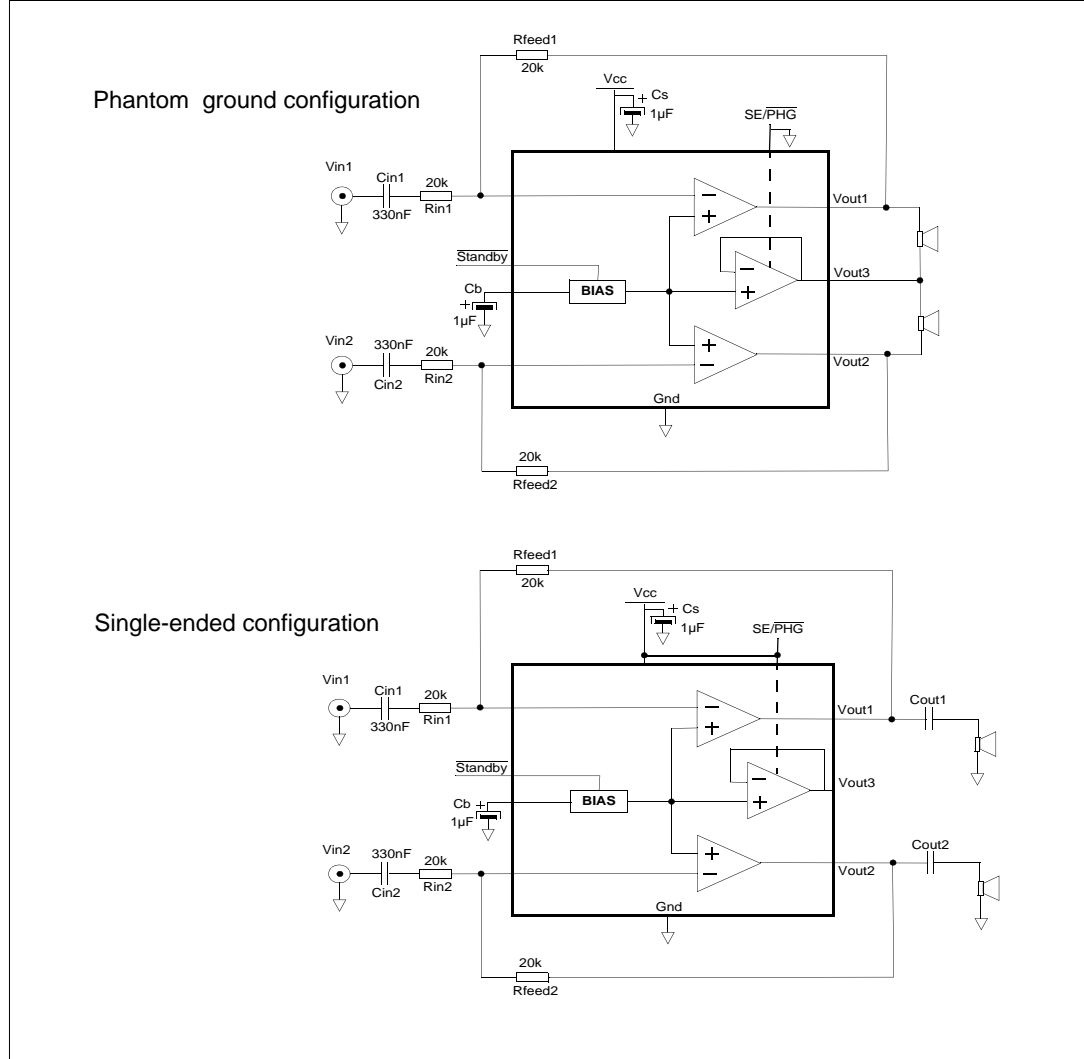 Phantom ground configuration
Rfeed1
20k
Vcc
+
Cs
1µF
SE/PHG
Vin1
Cin1
330nF
20k
Rin1
−
+
Vout1
Standby
BIAS
−
+
Vout3
Cb
+
1µF
Vin2
330nF
Cin2
20k
Rin2
+
−
Vout2
Gnd
20k
Rfeed2
Single-ended configuration
Rfeed1
20k
Vcc
+
Cs
1µF
SE/PHG
Vin1
Cin1
330nF
20k
Rin1
−
+
Vout1
Cout1
Standby
BIAS
−
+
Vout3
Cb
+
1µF
Vin2
330nF
Cin2
20k
Rin2
+
−
Vout2
Cout2
Gnd
20k
Rfeed2